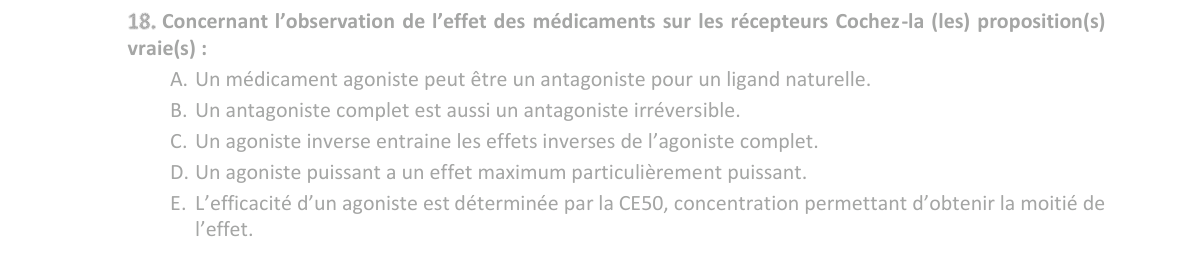 18. Concernant l’observation de l’effet des médicaments sur les récepteurs Cochez-la (les) proposition(s)
vraie(s) :
A. Un médicament agoniste peut être un antagoniste pour un ligand naturelle.
B. Un antagoniste complet est aussi un antagoniste irréversible.
C. Un agoniste inverse entraine les effets inverses de l’agoniste complet.
D. Un agoniste puissant a un effet maximum particulièrement puissant.
E. L’efficacité d’un agoniste est déterminée par la CE50, concentration permettant d’obtenir la moitié de
l’effet.